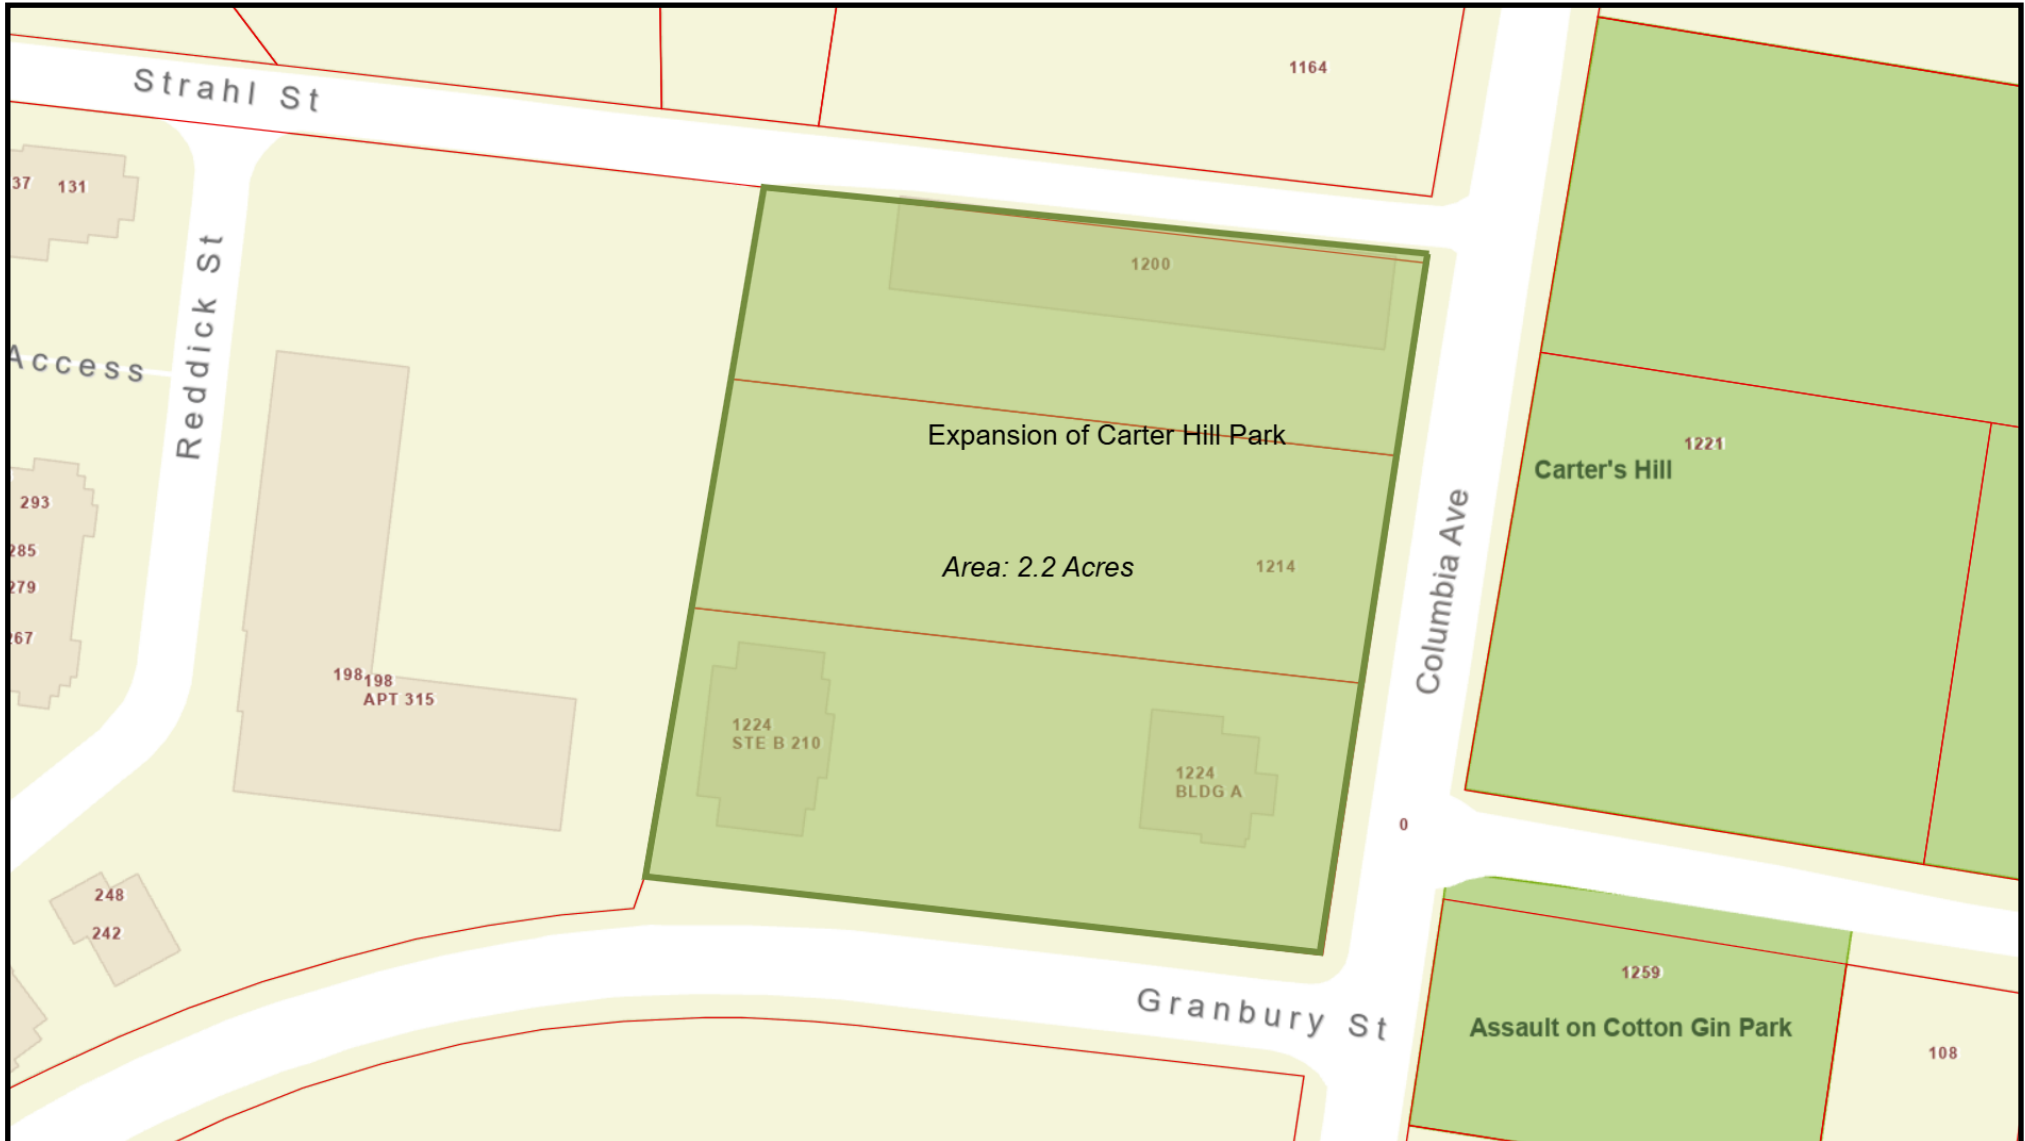 1164
Strahl St
37
131
1200
Reddick St
Access
Expansion of Carter Hill Park
1221
Carter's Hill
293
285
279
267
Area: 2.2 Acres
1214
Columbia Ave
198
198
APT 315
1224
STE B 210
1224
BLDG A
0
248
242
1259
Granbury St
Assault on Cotton Gin Park
108